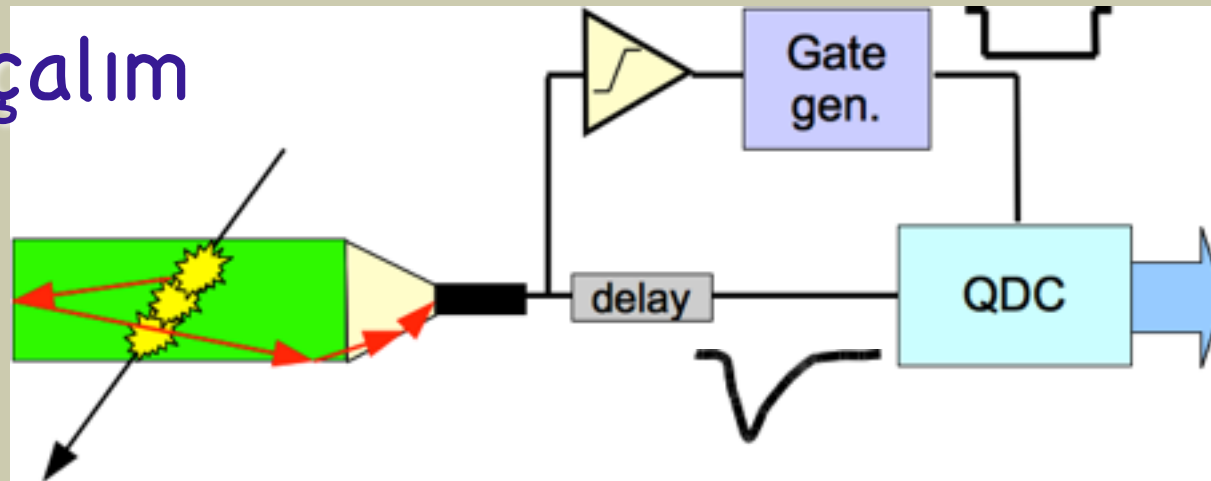 çalım
Gate
gen.
delay
QDC